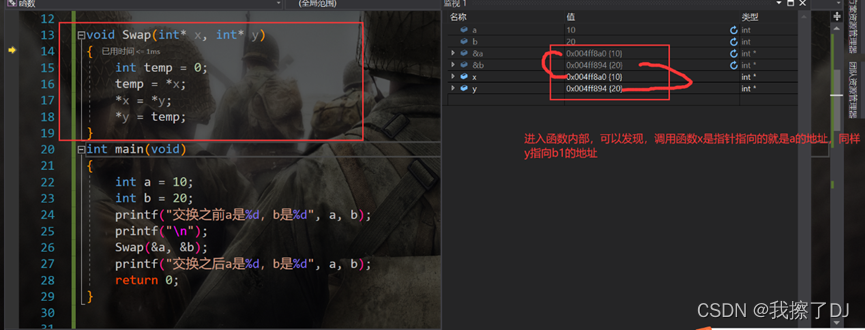 函数
(全局范围)
12
13 void Swap(int* x, int* y)
14 { 已用时间 <= 1ms
15 int temp = 0;
16 temp = *x;
17 *x = *y;
18 *y = temp;
19 }
20 int main(void)
21 {
22 int a = 10;
23 int b = 20;
24 printf("交换之前a是%d, b是%d", a, b);
25 printf("\n");
26 Swap(&a, &b);
27 printf("交换之后a是%d, b是%d", a, b);
28 return 0;
29 }
30
监视 1
名称 值 类型
a 10 int
b 20 int
&a 0x004ff8a0 {10} int *
&b 0x004ff894 {20} int *
x 0x004ff8a0 {10} int *
y 0x004ff894 {20} int *
进入函数内部，可以发现，调用函数x是指针指向的就是a的地址。同样
y指向b1的地址
CSDN @我擦了DJ